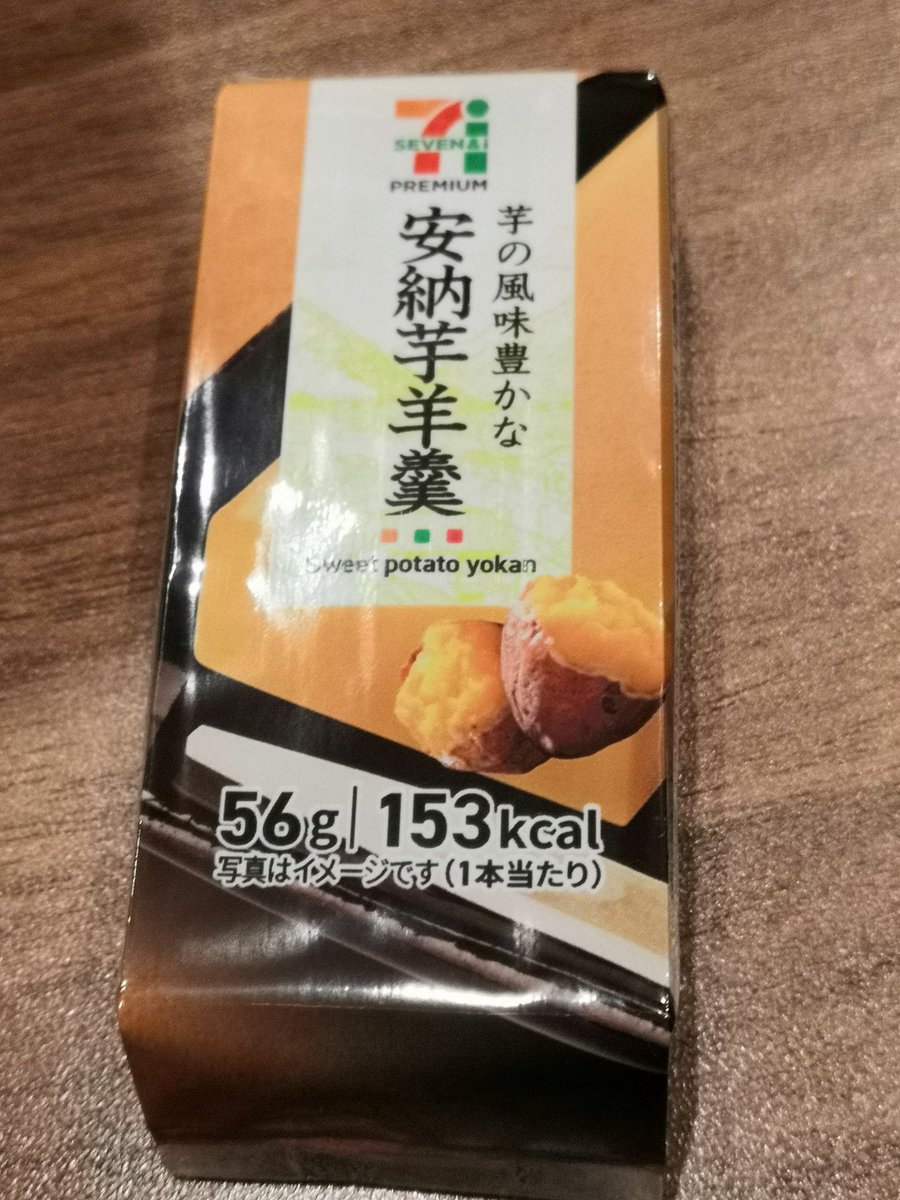 7i
SEVEN&i
PREMIUM
芋の風味豊かな
安納芋羊羹
Sweet potato yokan
56g 153kcal
写真はイメージです(1本当たり)